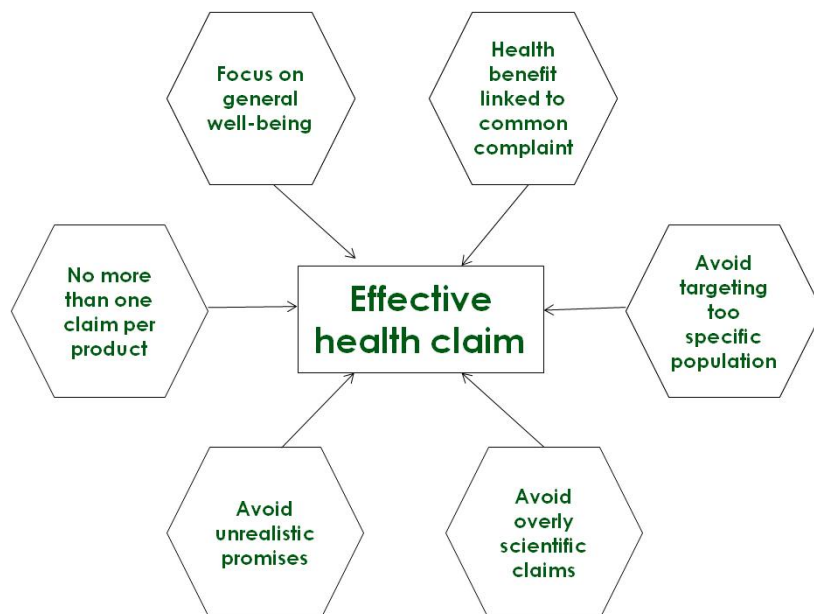 Focus on
general
well-being
Health
benefit
linked to
common
complaint
No more
than one
claim per
product
Effective
health claim
Avoid
targeting
too
specific
population
Avoid
unrealistic
promises
Avoid
overly
scientific
claims